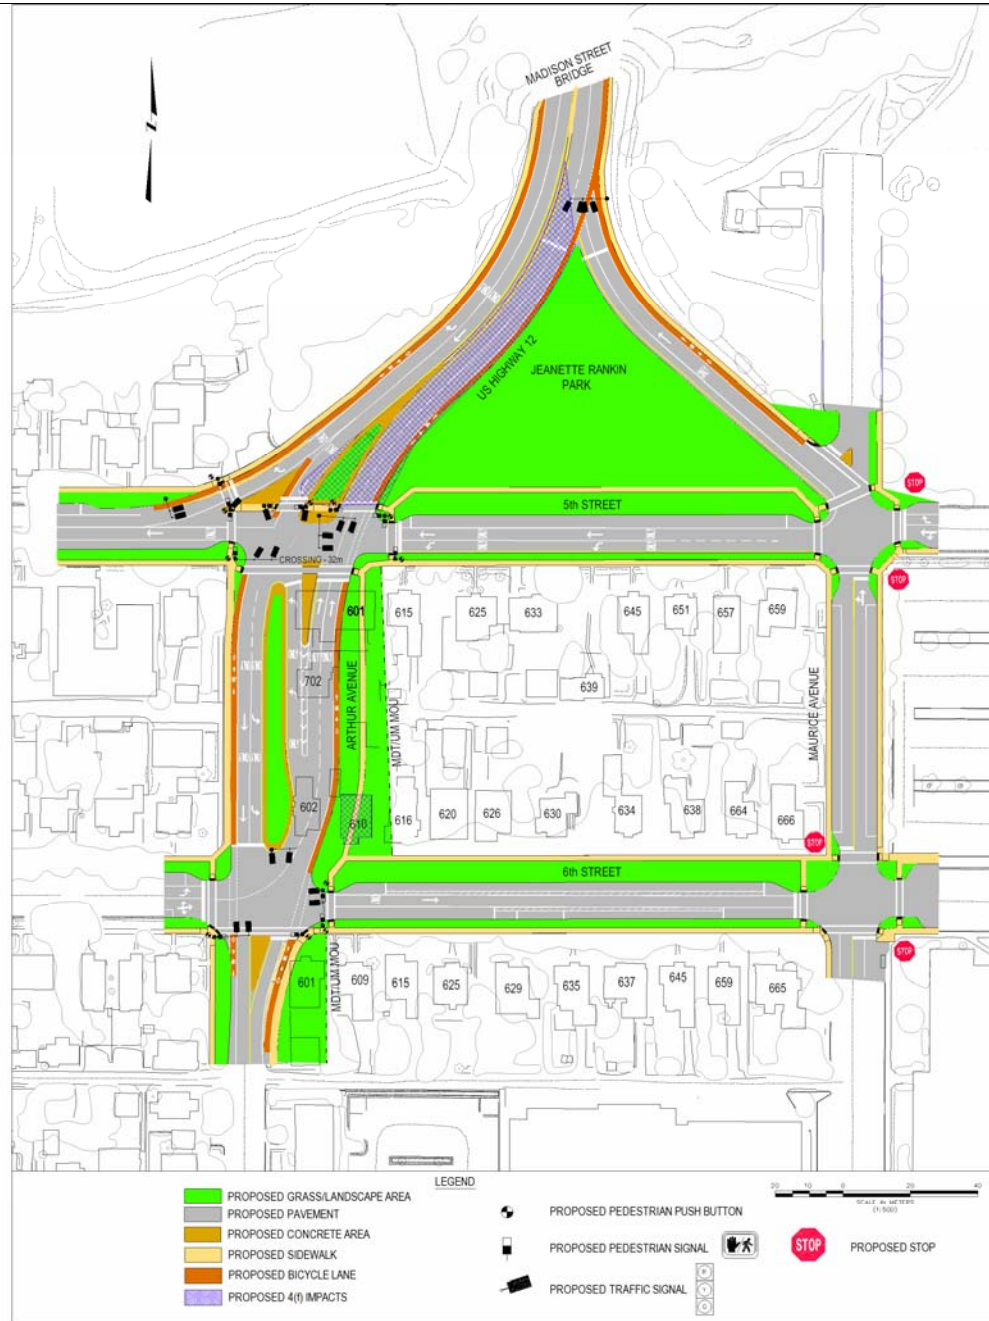 MADISON STREET
BRIDGE
US HIGHWAY 12
JEANETTE RANKIN
PARK
STOP
5th STREET
CROSSING - 32m
STOP
601
615
625
633
645
651
657
659
702
639
ARTHUR AVENUE
MDT/UM MOU
MAURICE AVENUE
602
610
616
620
626
630
634
638
664
666
STOP
6th STREET
STOP
MDT/UM MOU
601
609
615
625
629
635
637
645
659
665
LEGEND
PROPOSED GRASS/LANDSCAPE AREA
PROPOSED PAVEMENT
PROPOSED CONCRETE AREA
PROPOSED SIDEWALK
PROPOSED BICYCLE LANE
PROPOSED 4(f) IMPACTS
PROPOSED PEDESTRIAN PUSH BUTTON
PROPOSED PEDESTRIAN SIGNAL
PROPOSED TRAFFIC SIGNAL
R
Y
G
STOP
PROPOSED STOP
20 10 0 20 40
SCALE in METERS
(1:500)